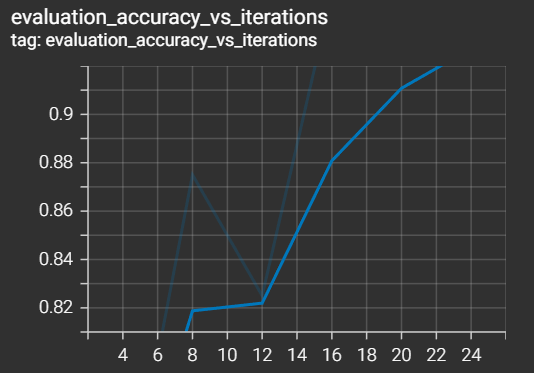 evaluation_accuracy_vs_iterations
tag: evaluation_accuracy_vs_iterations
0.9
0.88
0.86
0.84
0.82
4 6 8 10 12 14 16 18 20 22 24